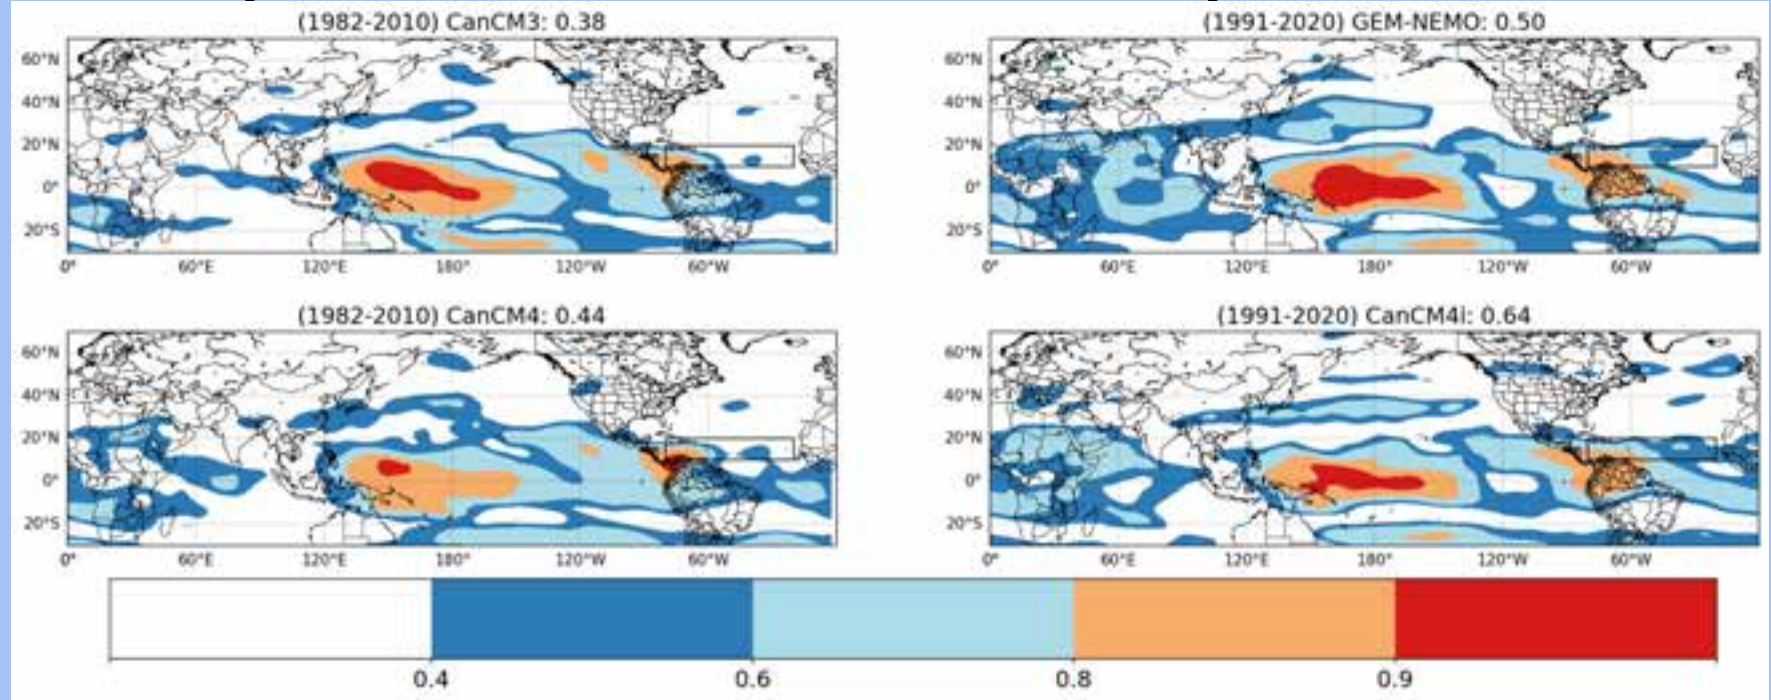 (1982-2010) CanCM3: 0.38
(1991-2020) GEM-NEMO: 0.50
60°N
40°N
20°N
0°
20°S
0°
60°E
120°E
180°
120°W
60°W
60°N
40°N
20°N
0°
20°S
0°
60°E
120°E
180°
120°W
60°W
(1982-2010) CanCM4: 0.44
(1991-2020) CanCM4i: 0.64
60°N
40°N
20°N
0°
20°S
0°
60°E
120°E
180°
120°W
60°W
60°N
40°N
20°N
0°
20°S
0°
60°E
120°E
180°
120°W
60°W
0.4
0.6
0.8
0.9